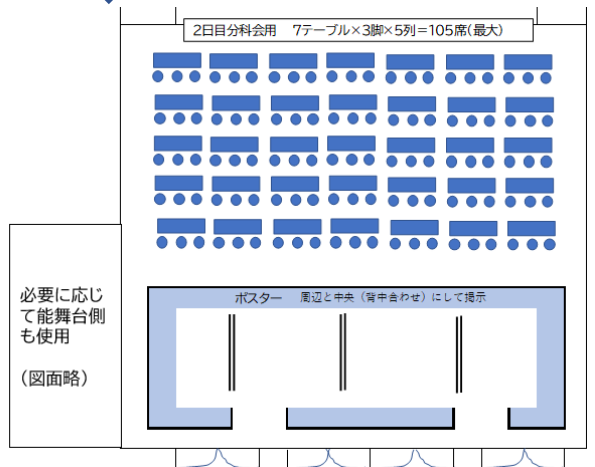 2日目分科会用　7テーブル×3脚×5列＝105席(最大)
必要に応じ
て能舞台側
も使用
（図面略）
ポスター　周辺と中央（背中合わせ）にして掲示